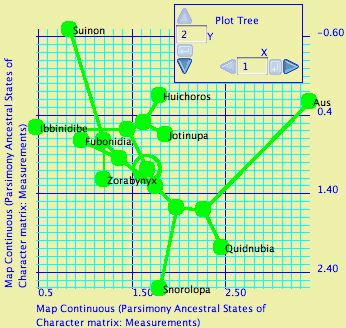 Plot Tree
2
Y
X
1
Suinon
-0.60
Huichoros
Aus
0.4
Ibbinidibe
Jotinupa
Fubonidia
Zorabynyx
1.40
Quidnubia
2.40
Snorolopa
0.5
1.50
2.50
Map Continuous (Parsimony Ancestral States of
Character matrix: Measurements)
Map Continuous (Parsimony Ancestral States of
Character matrix: Measurements)